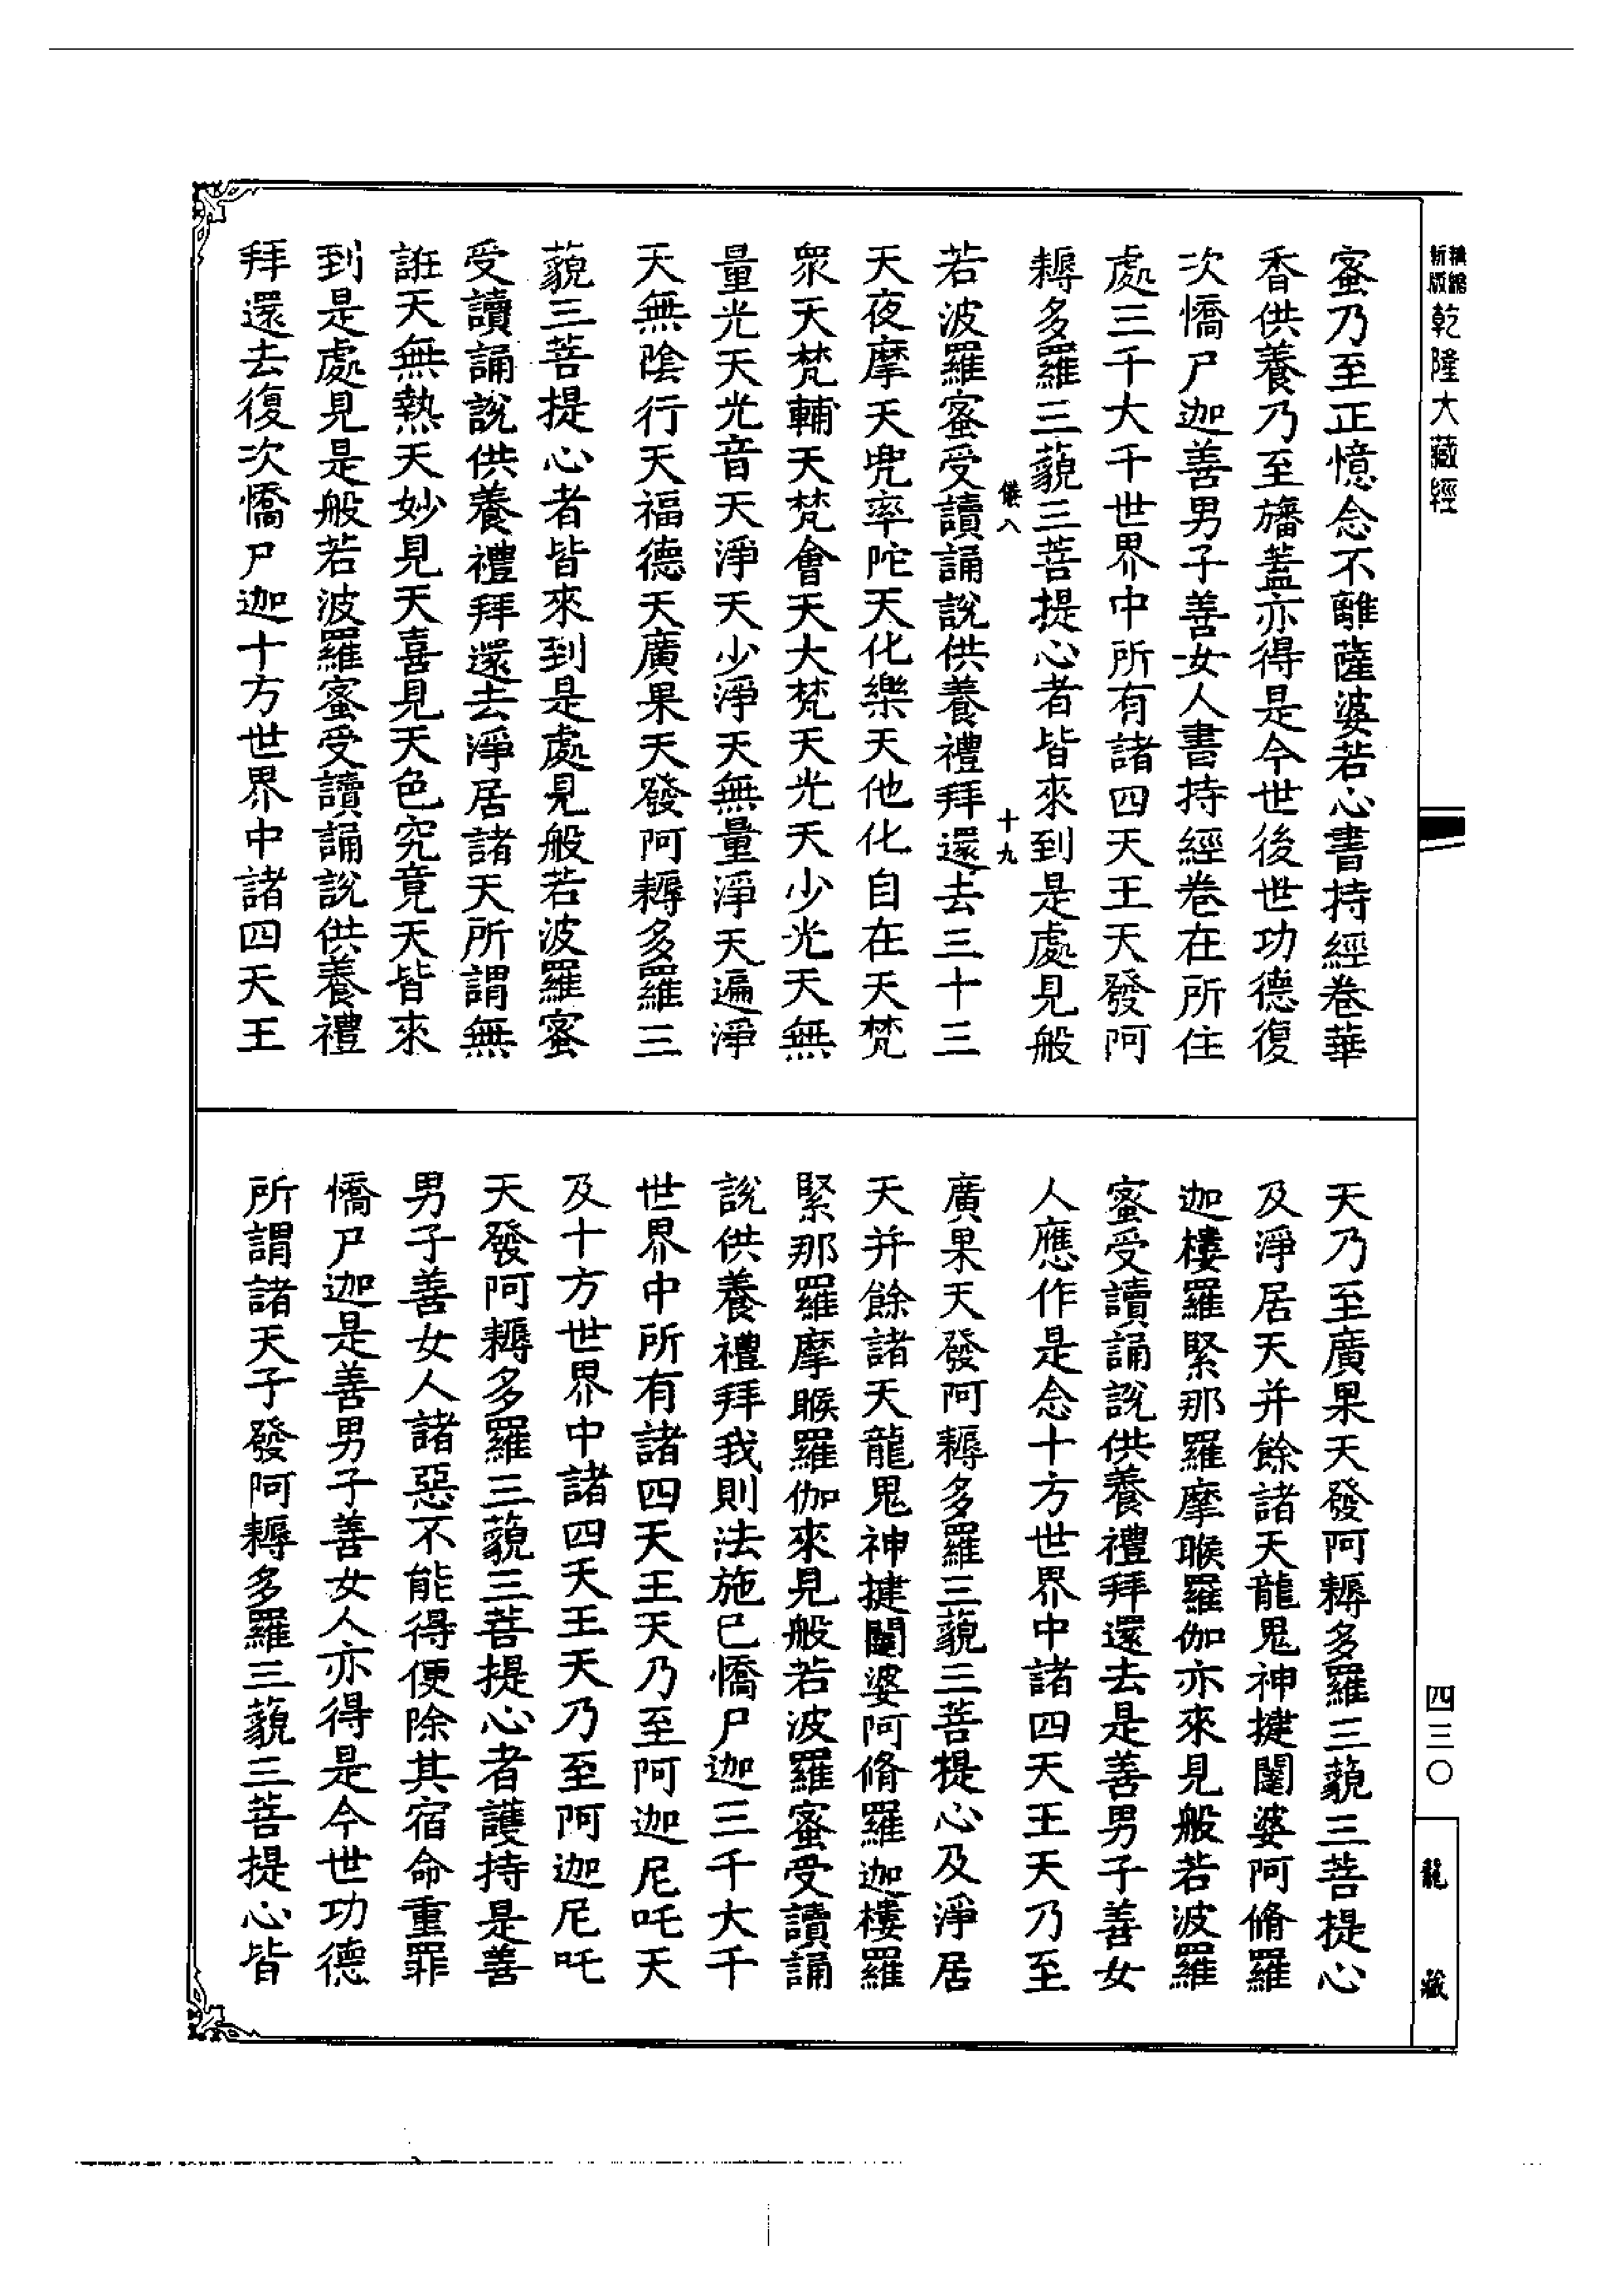 新版
精縮
乾隆大藏經
蜜乃至正憶念不離薩婆若心書持經卷華
香供養乃至旛蓋亦得是今世後世功德復
次憍尸迦善男子善女人書持經卷在所住
處三千大千世界中所有諸四天王天發阿
耨多羅三藐三菩提心者皆來到是處見般
儀八
十九
若波羅蜜受讀誦說供養禮拜還去三十三
天夜摩天兜率陀天化樂天他化自在天梵
眾天梵輔天梵會天大梵天光天少光天無
量光天光音天淨天少淨天無量淨天遍淨
天無陰行天福德天廣果天發阿耨多羅三
藐三菩提心者皆來到是處見般若波羅蜜
受讀誦說供養禮拜還去淨居諸天所謂無
誑天無熱天妙見天喜見天色究竟天皆來
到是處見是般若波羅蜜受讀誦說供養禮
拜還去復次憍尸迦十方世界中諸四天王
天乃至廣果天發阿耨多羅三藐三菩提心
及淨居天并餘諸天龍鬼神揵闥婆阿脩羅
迦樓羅緊那羅摩睺羅伽亦來見般若波羅
蜜受讀誦說供養禮拜還去是善男子善女
人應作是念十方世界中諸四天王天乃至
廣果天發阿耨多羅三藐三菩提心及淨居
天并餘諸天龍鬼神揵闥婆阿脩羅迦樓羅
緊那羅摩睺羅伽來見般若波羅蜜受讀誦
說供養禮拜我則法施已憍尸迦三千大千
世界中所有諸四天王天乃至阿迦尼吒天
及十方世界中諸四天王天乃至阿迦尼吒
天發阿耨多羅三藐三菩提心者護持是善
男子善女人諸惡不能得便除其宿命重罪
憍尸迦是善男子善女人亦得是今世功德
所謂諸天子發阿耨多羅三藐三菩提心皆
四三〇
龍藏